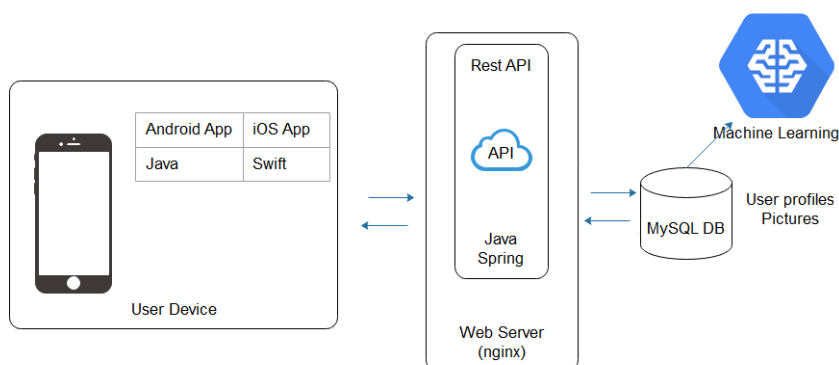 Android App
iOS App
Java
Swift
User Device
Rest API
API
Java
Spring
Web Server
(nginx)
Machine Learning
MySQL DB
User profiles
Pictures